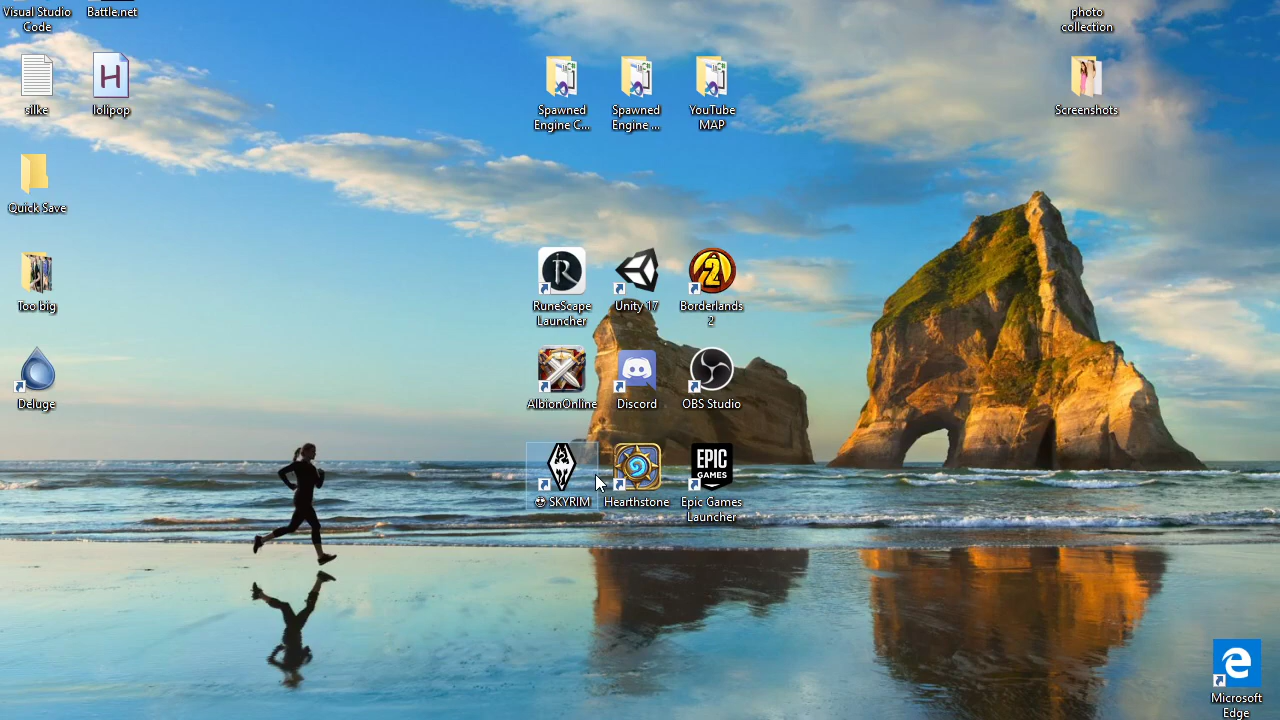 Visual Studio
Code
Battle.net
photo
collection
silke
lolipop
Spawned
Engine C...
Spawned
Engine ...
YouTube
MAP
Screenshots
Quick Save
Too big
RuneScape
Launcher
Unity 17
Borderlands
2
Deluge
AlbionOnline
Discord
OBS Studio
EPIC
GAMES
💀 SKYRIM
Hearthstone
Epic Games
Launcher
Microsoft
Edge